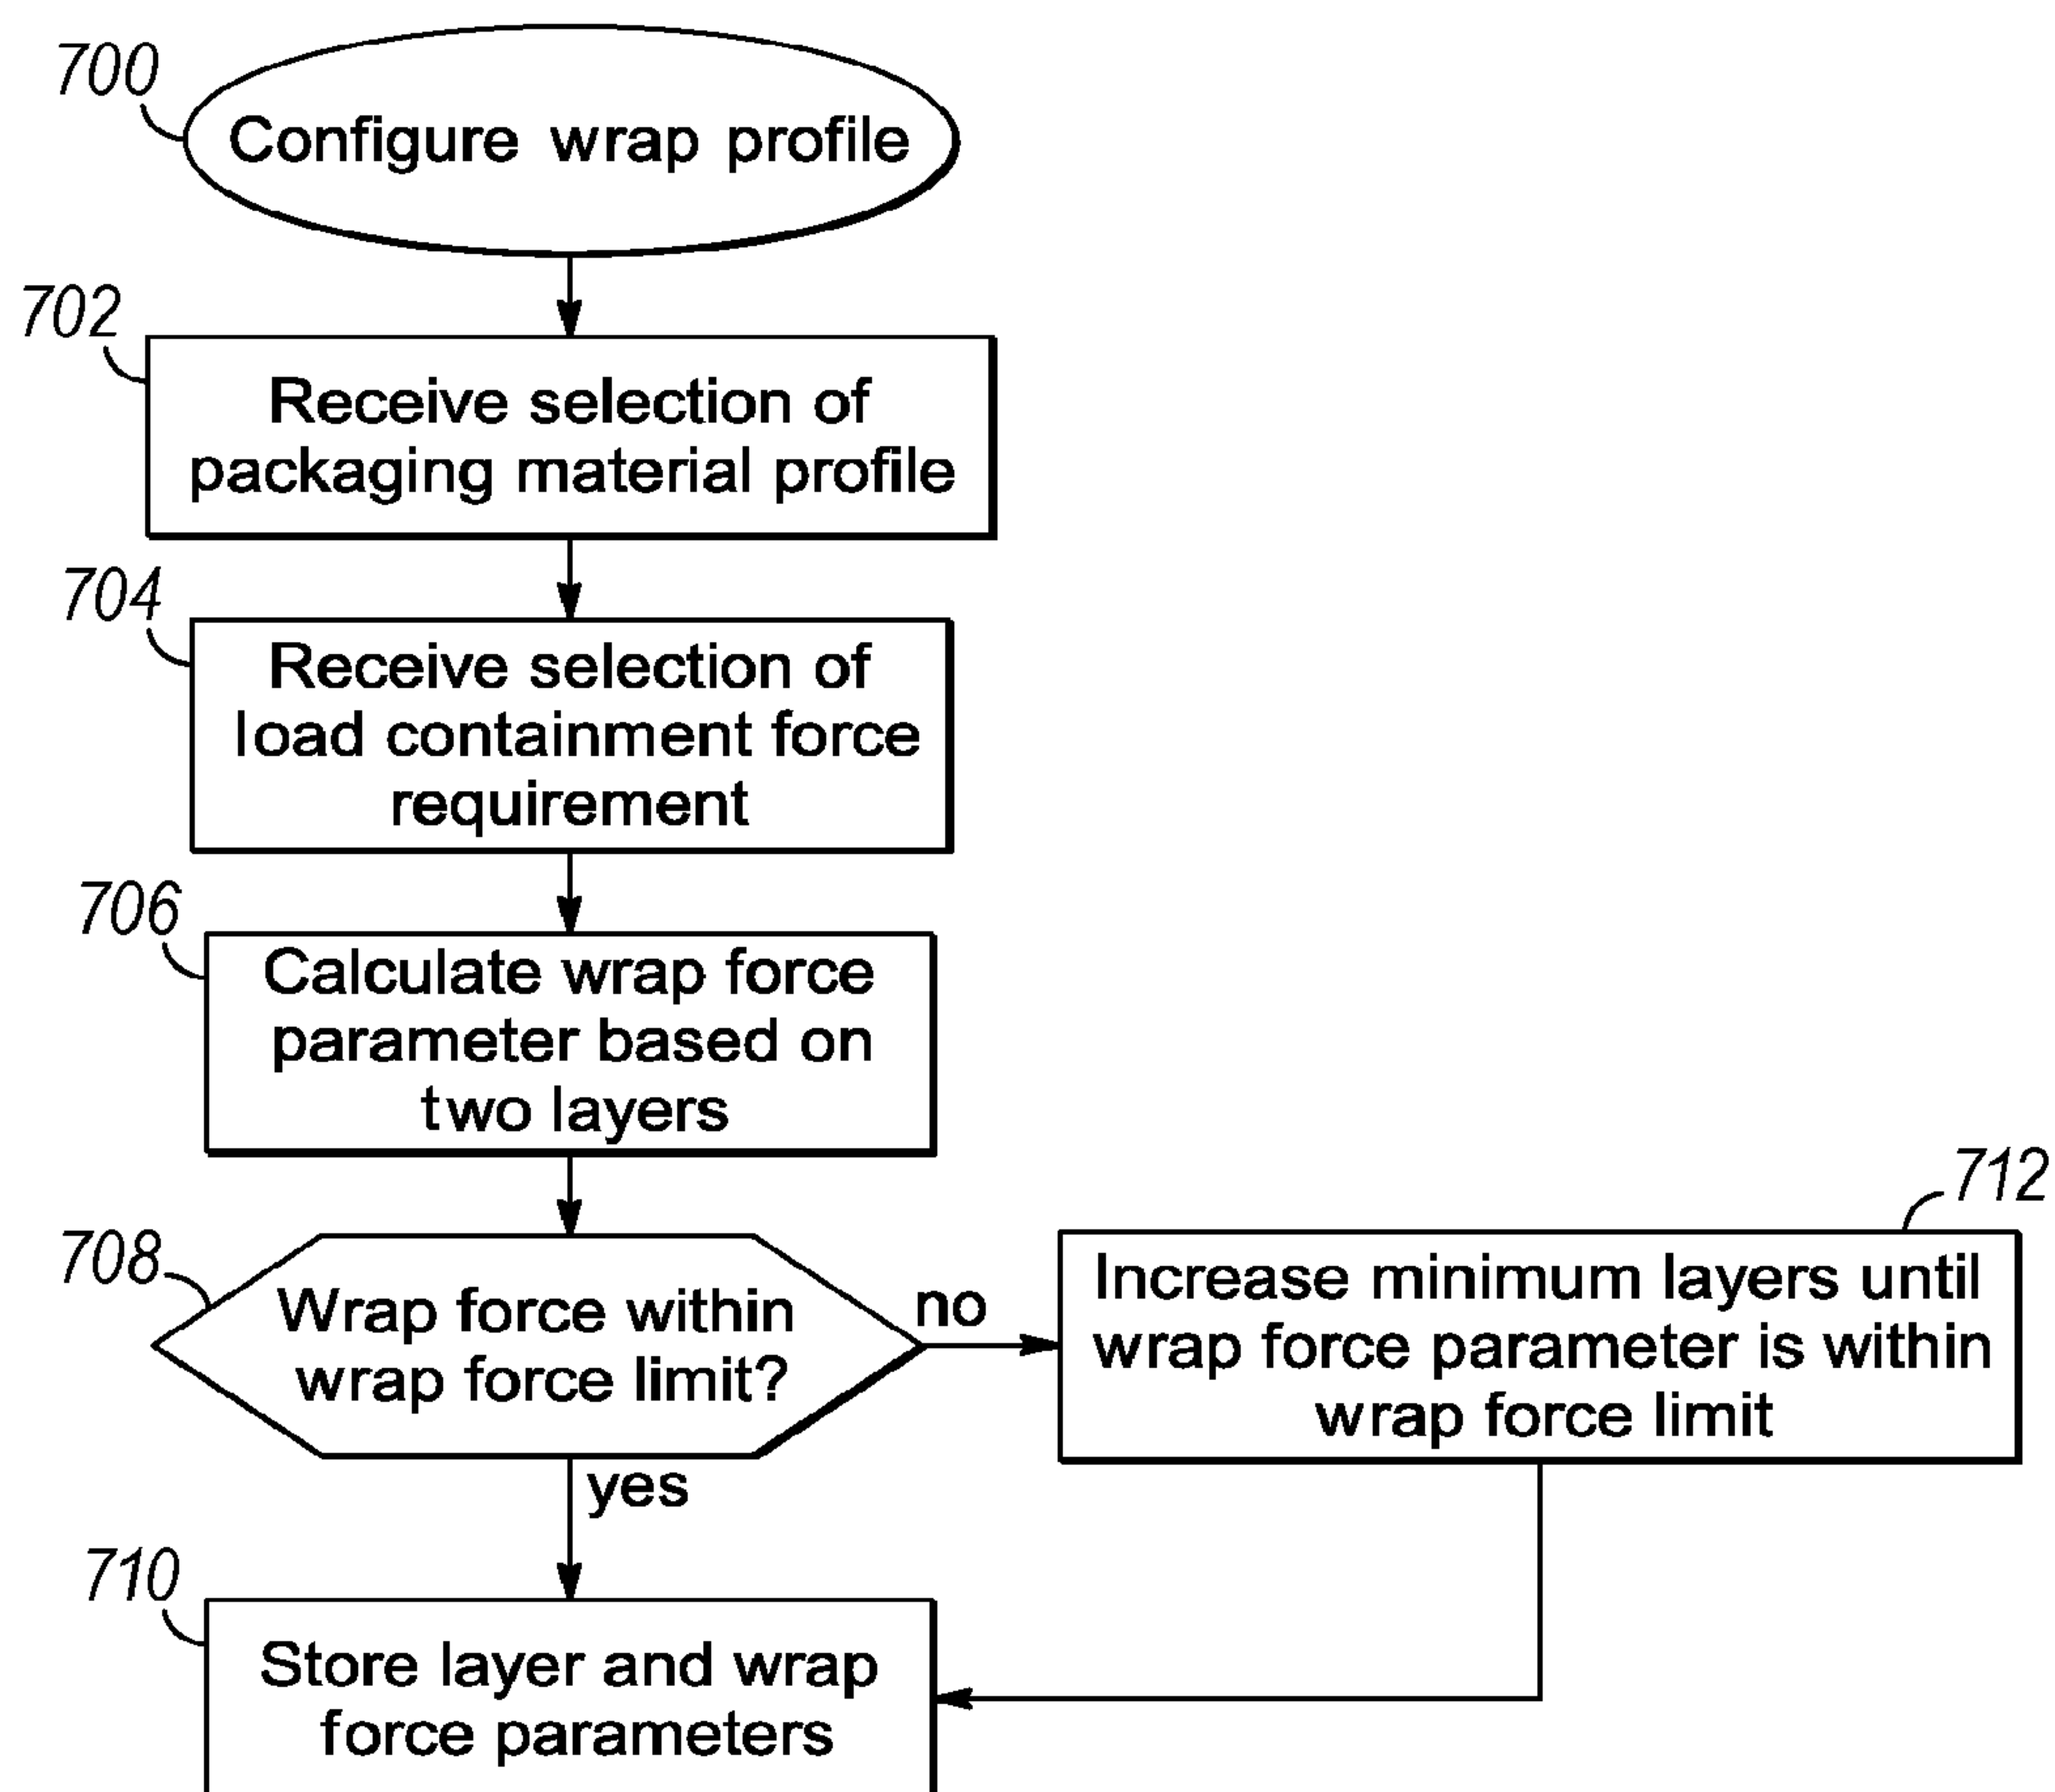 700
Configure wrap profile
702
Receive selection of
packaging material profile
704
Receive selection of
load containment force
requirement
706
Calculate wrap force
parameter based on
two layers
708
Wrap force within
wrap force limit?
no
712
Increase minimum layers until
wrap force parameter is within
wrap force limit
yes
710
Store layer and wrap
force parameters